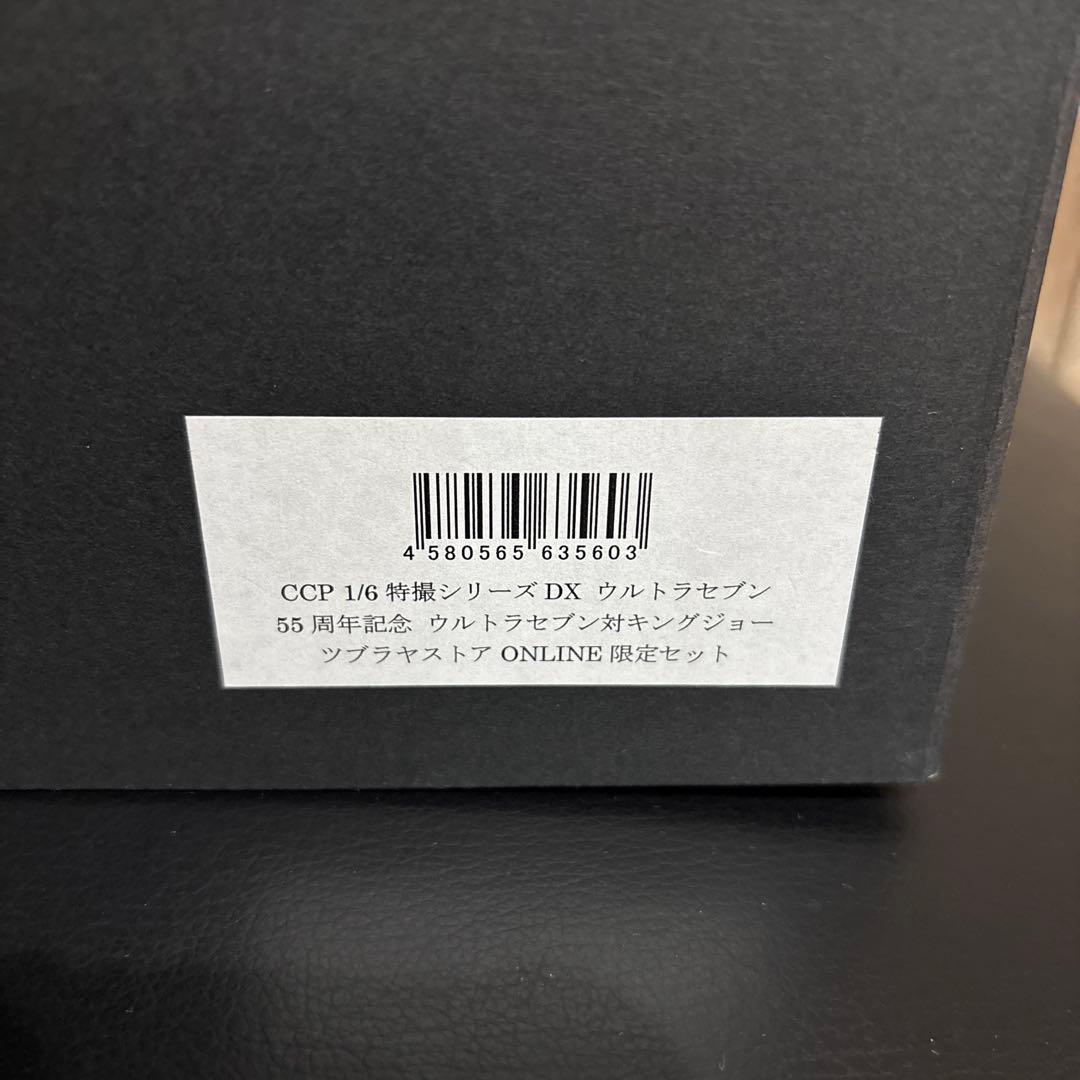 4 580565 635603
CCP 1/6 特撮シリーズ DX ウルトラセブン
55 周年記念 ウルトラセブン対キングジョー
ツブラヤストア ONLINE 限定セット